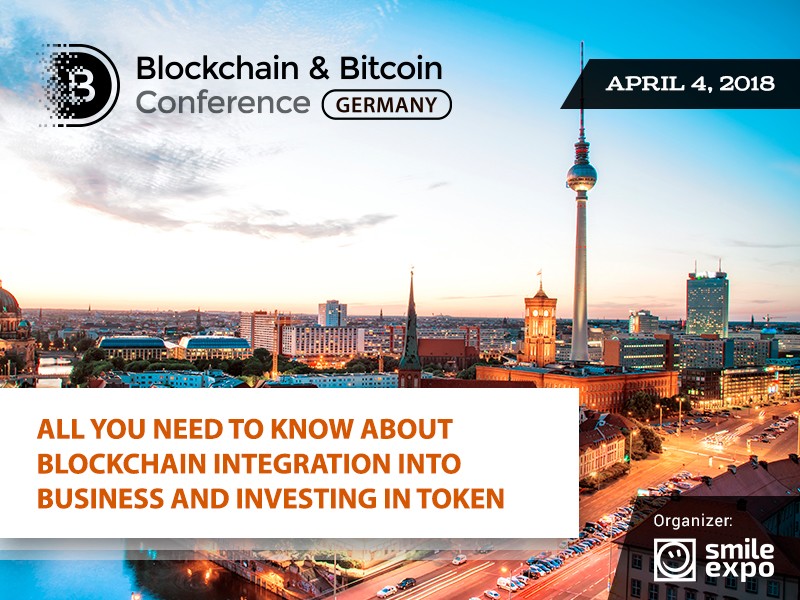 Blockchain & Bitcoin
Conference GERMANY
APRIL 4, 2018
ALL YOU NEED TO KNOW ABOUT
BLOCKCHAIN INTEGRATION INTO
BUSINESS AND INVESTING IN TOKEN
Organizer:
smile
expo